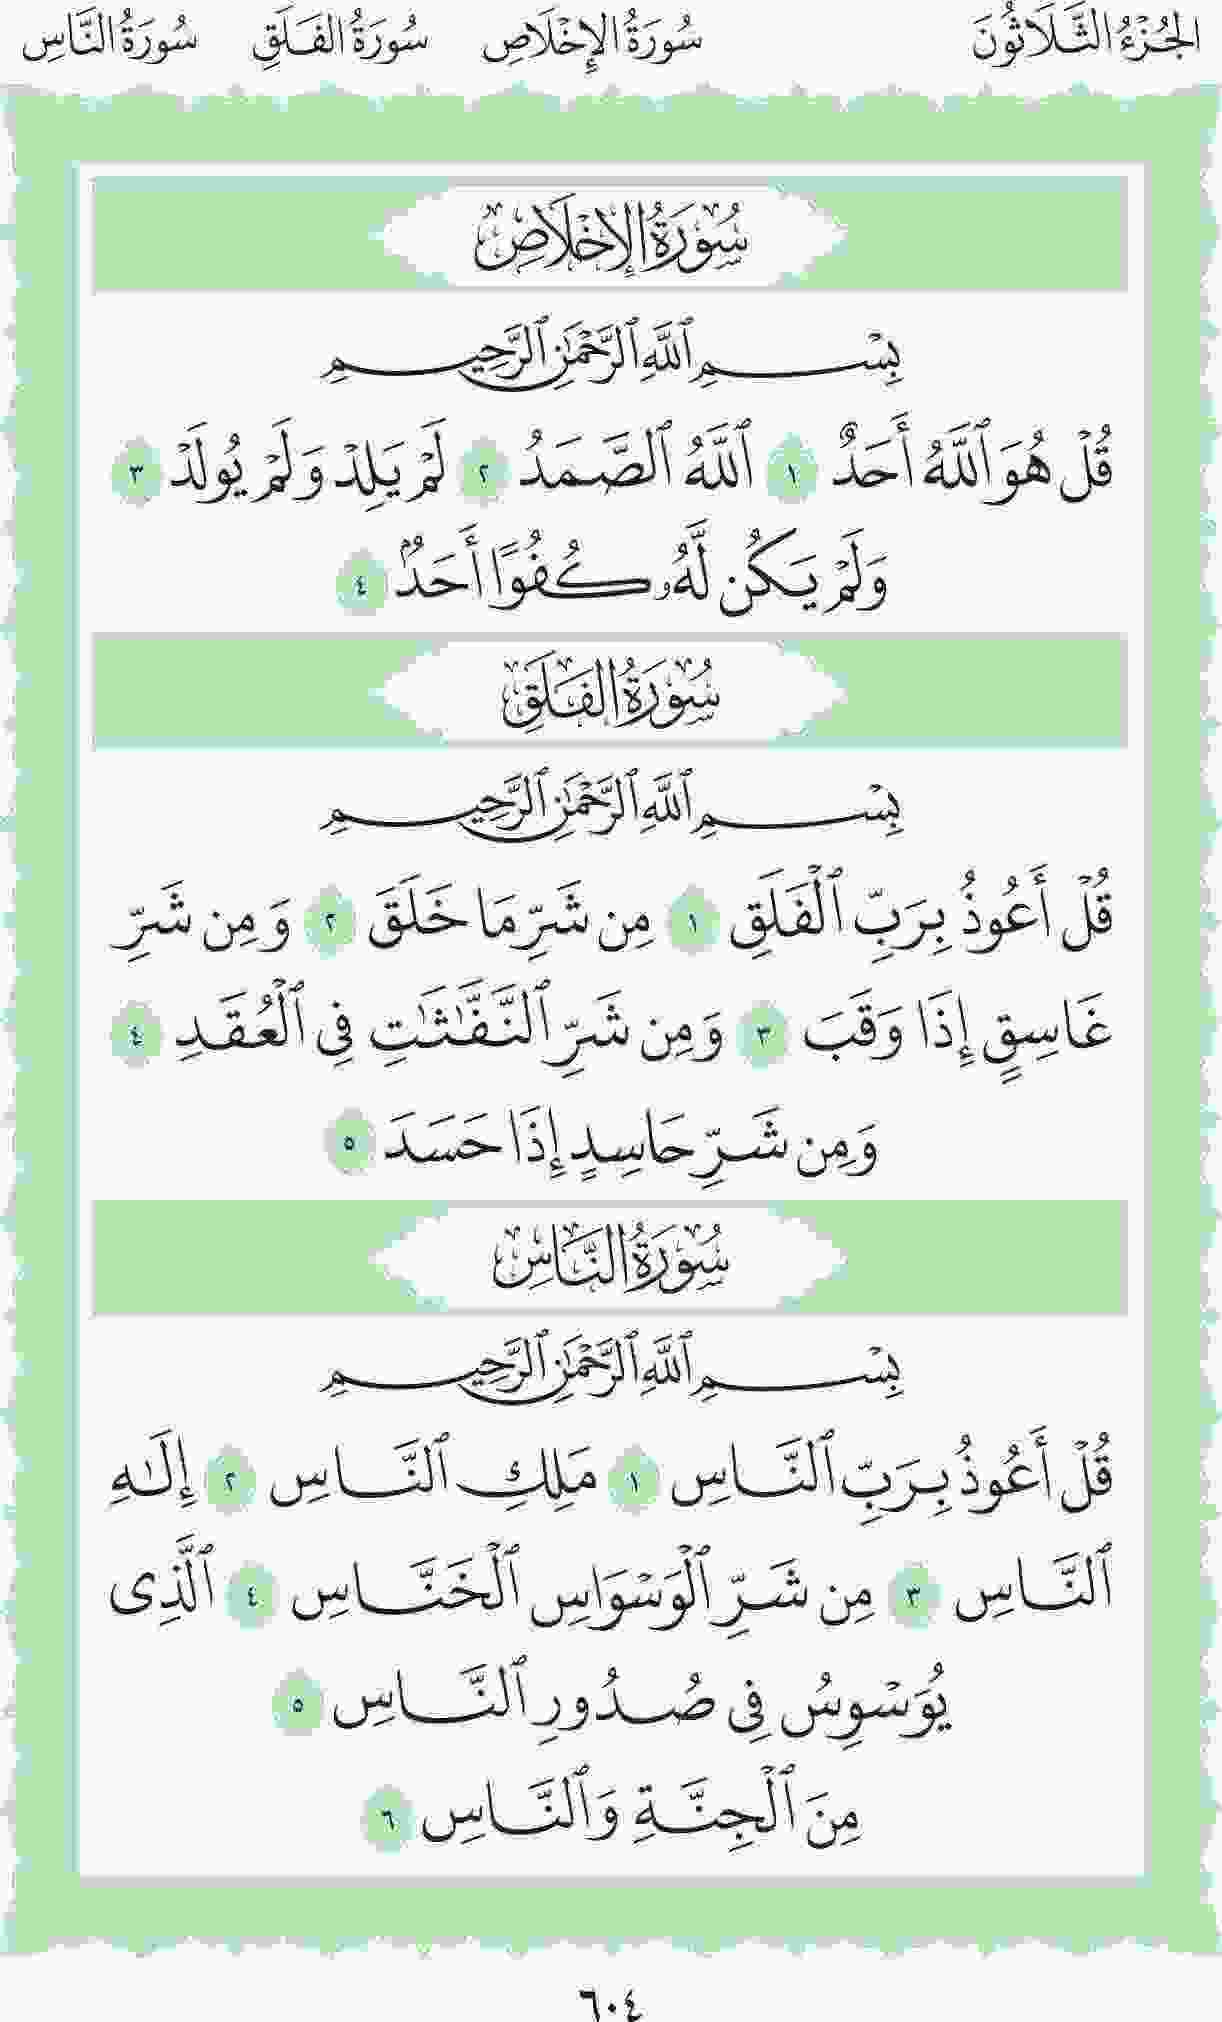 الجُزْءُ الثَّلَاثُونَ سُورَةُ الإِخْلَاصِ سُورَةُ الفَلَقِ سُورَةُ النَّاسِ
سُورَةُ الإِخْلَاصِ
بِسْمِ ٱللَّهِ ٱلرَّحْمَٰنِ ٱلرَّحِيمِ
قُلْ هُوَ ٱللَّهُ أَحَدٌ ١ ٱللَّهُ ٱلصَّمَدُ ٢ لَمْ يَلِدْ وَلَمْ يُولَدْ ٣
وَلَمْ يَكُن لَّهُۥ كُفُوًا أَحَدٌۢ ٤
سُورَةُ الفَلَقِ
بِسْمِ ٱللَّهِ ٱلرَّحْمَٰنِ ٱلرَّحِيمِ
قُلْ أَعُوذُ بِرَبِّ ٱلْفَلَقِ ١ مِن شَرِّ مَا خَلَقَ ٢ وَمِن شَرِّ
غَاسِقٍ إِذَا وَقَبَ ٣ وَمِن شَرِّ ٱلنَّفَّٰثَٰتِ فِى ٱلْعُقَدِ ٤
وَمِن شَرِّ حَاسِدٍ إِذَا حَسَدَ ٥
سُورَةُ النَّاسِ
بِسْمِ ٱللَّهِ ٱلرَّحْمَٰنِ ٱلرَّحِيمِ
قُلْ أَعُوذُ بِرَبِّ ٱلنَّاسِ ١ مَلِكِ ٱلنَّاسِ ٢ إِلَٰهِ
ٱلنَّاسِ ٣ مِن شَرِّ ٱلْوَسْوَاسِ ٱلْخَنَّاسِ ٤ ٱلَّذِى
يُوَسْوِسُ فِى صُدُورِ ٱلنَّاسِ ٥
مِنَ ٱلْجِنَّةِ وَٱلنَّاسِ ٦
٦٠٤